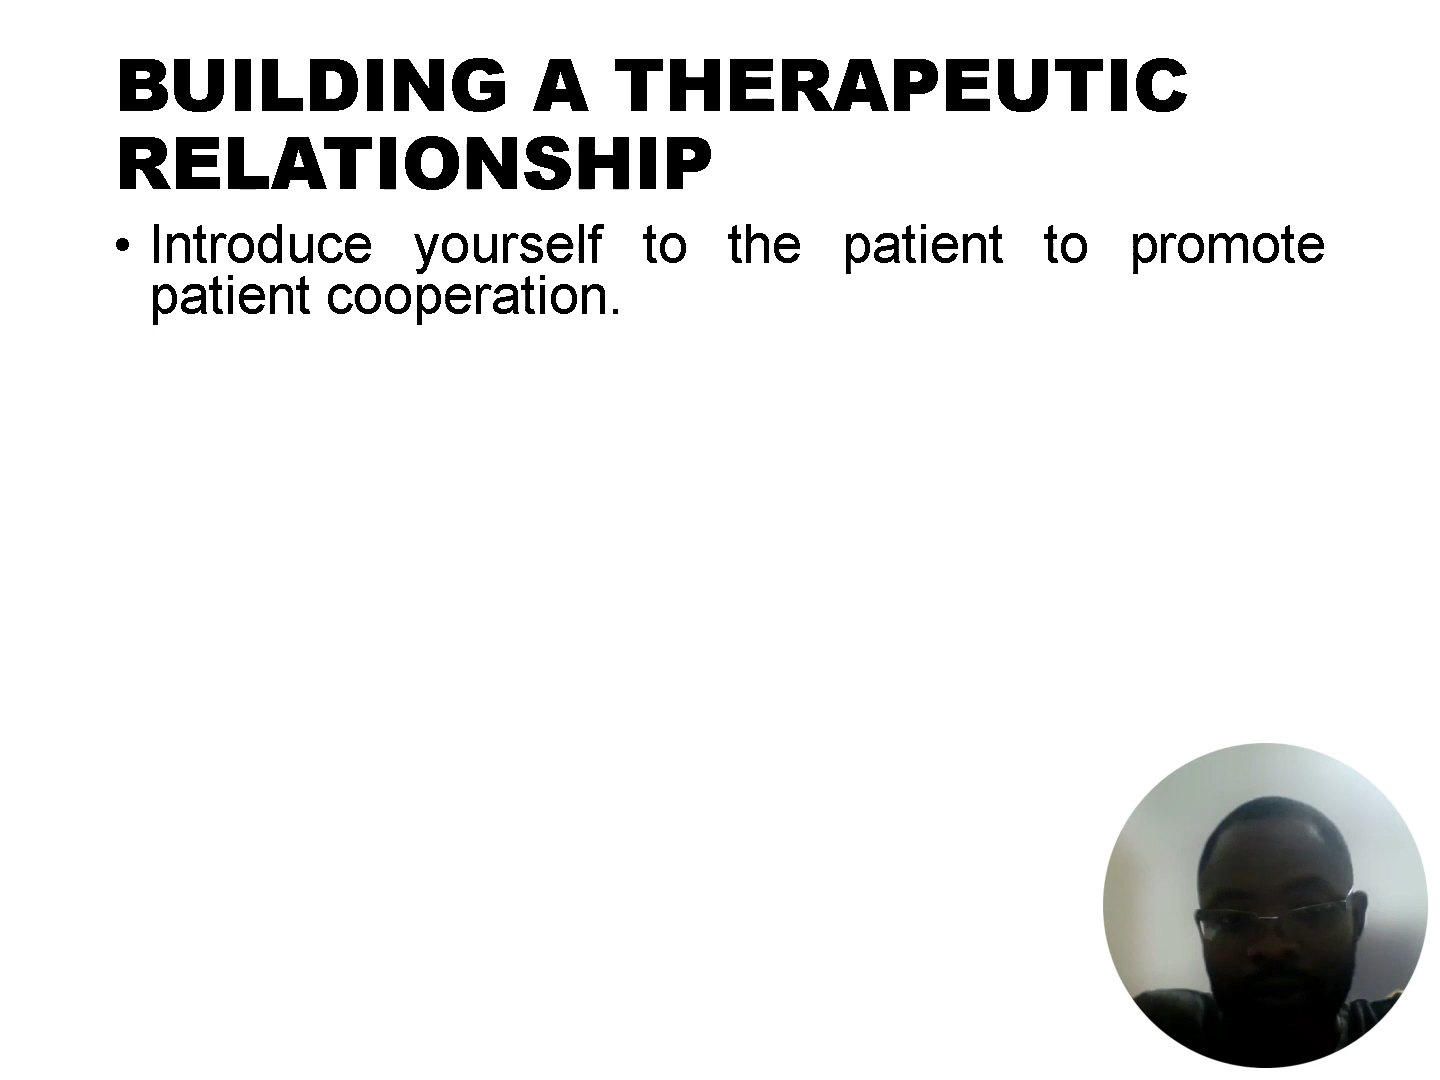 BUILDING A THERAPEUTIC
RELATIONSHIP
• Introduce yourself to the patient to promote
patient cooperation.